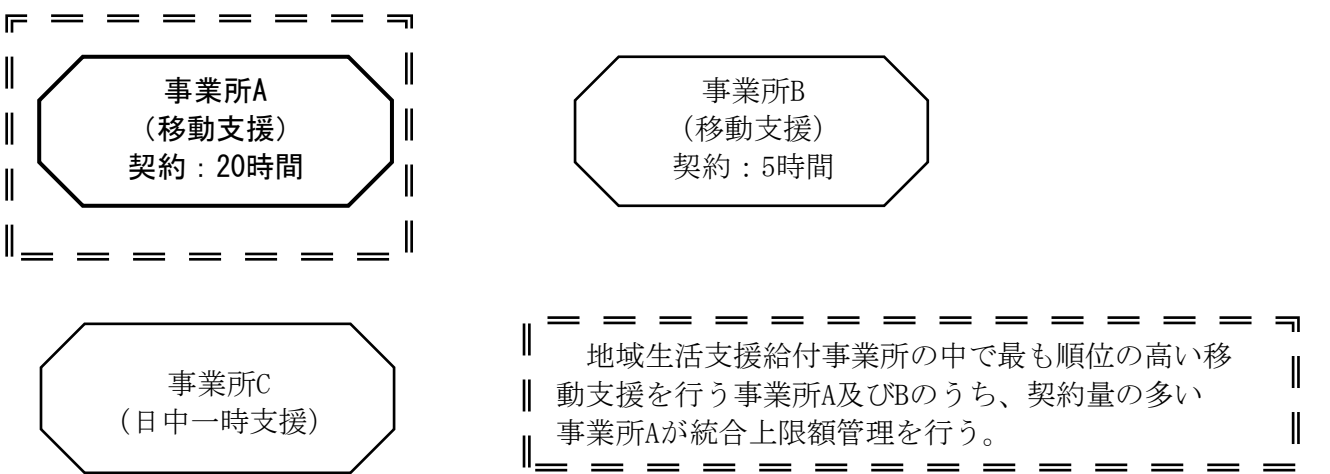 事業所A
(移動支援)
契約：20時間
事業所B
(移動支援)
契約：5時間
事業所C
(日中一時支援)
地域生活支援給付事業所の中で最も順位の高い移
動支援を行う事業所A及びBのうち、契約量の多い
事業所Aが統合上限額管理を行う。